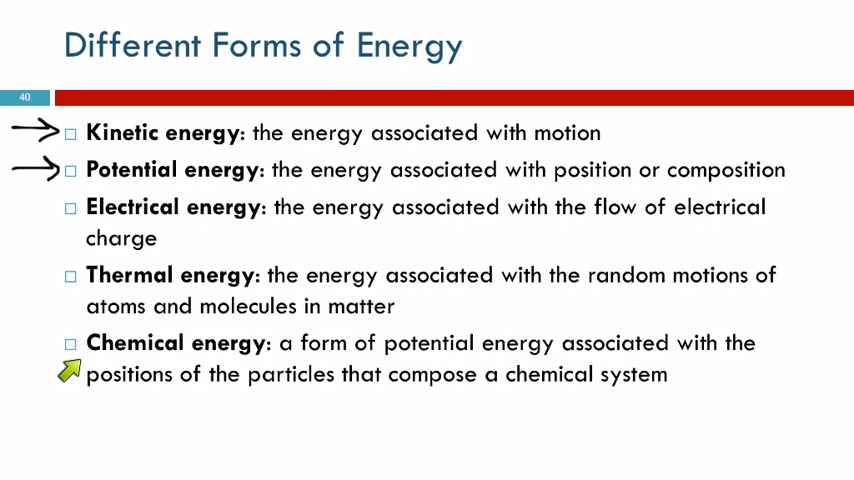 Different Forms of Energy
40
Kinetic energy: the energy associated with motion
Potential energy: the energy associated with position or composition
Electrical energy: the energy associated with the flow of electrical
charge
Thermal energy: the energy associated with the random motions of
atoms and molecules in matter
Chemical energy: a form of potential energy associated with the
positions of the particles that compose a chemical system